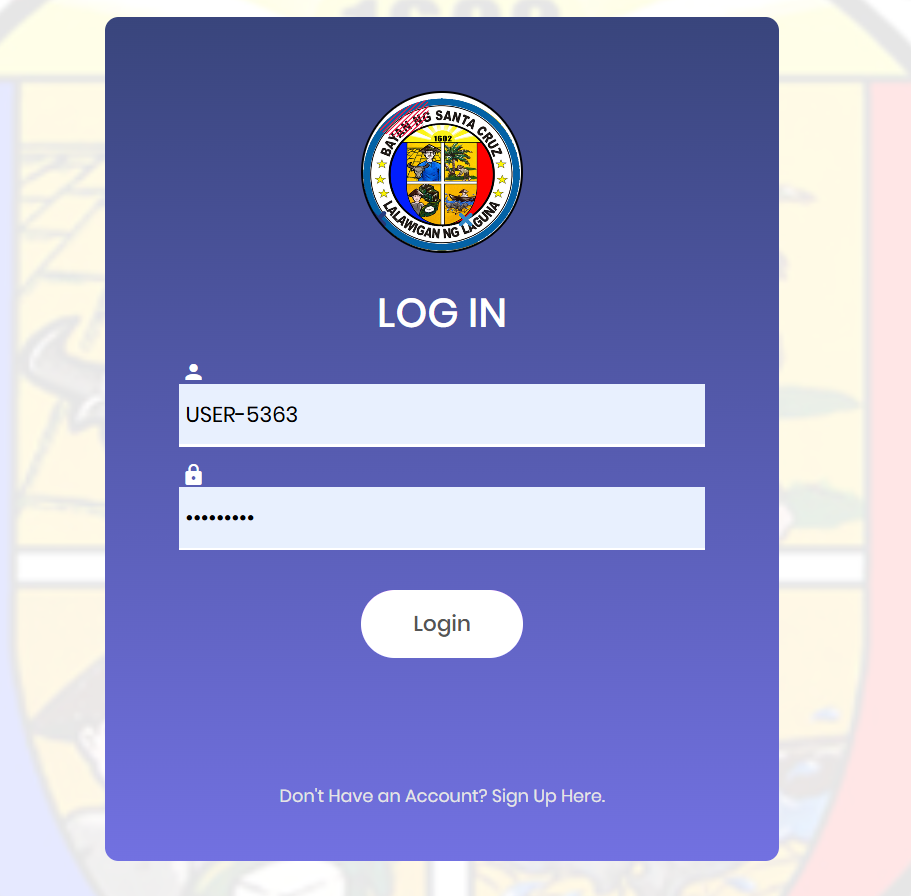 1602
BAYAN NG SANTA CRUZ
1602
LALAWIGAN NG LAGUNA
LOG IN
USER-5363
•••••••••
Login
Don't Have an Account? Sign Up Here.